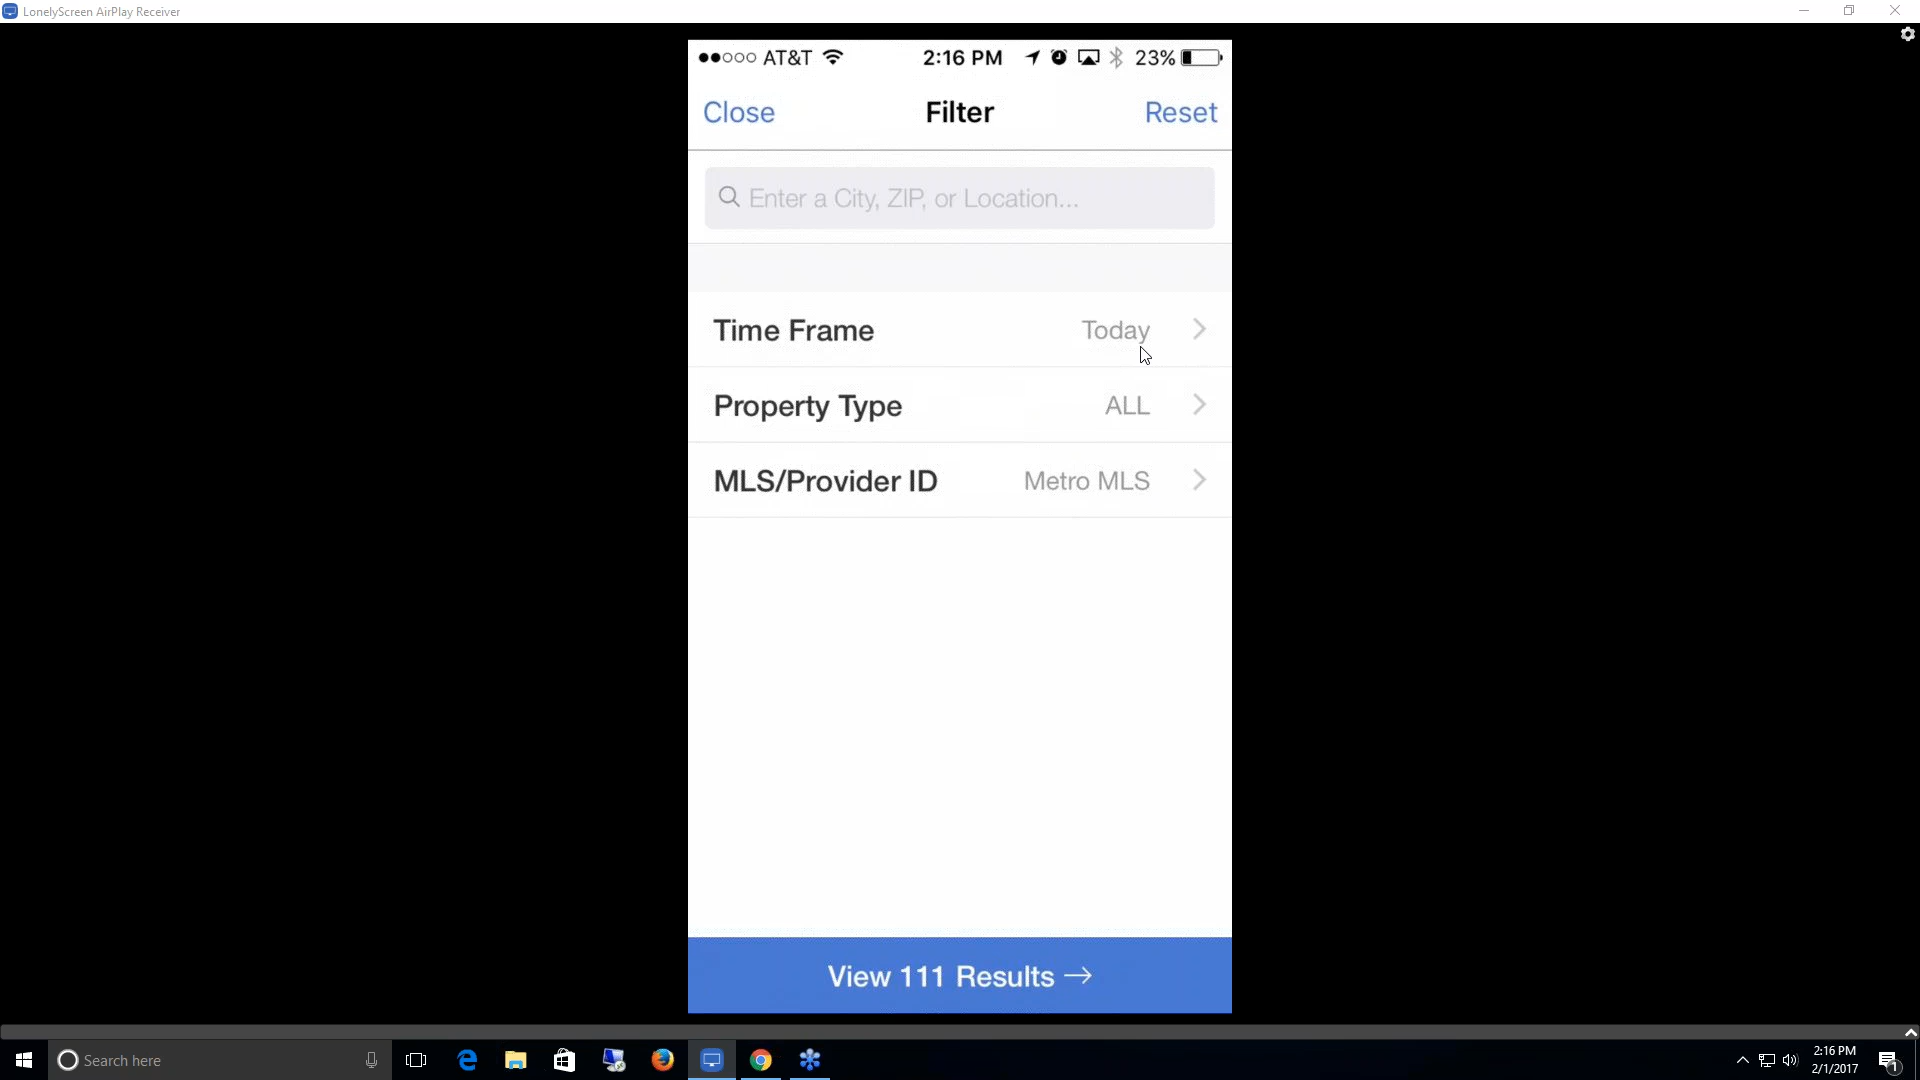 LonelyScreen AirPlay Receiver
AT&T 2:16 PM 23%
Close Filter Reset
Enter a City, ZIP, or Location...
Time Frame Today
Property Type ALL
MLS/Provider ID Metro MLS
View 111 Results →
Search here
2:16 PM
2/1/2017
1